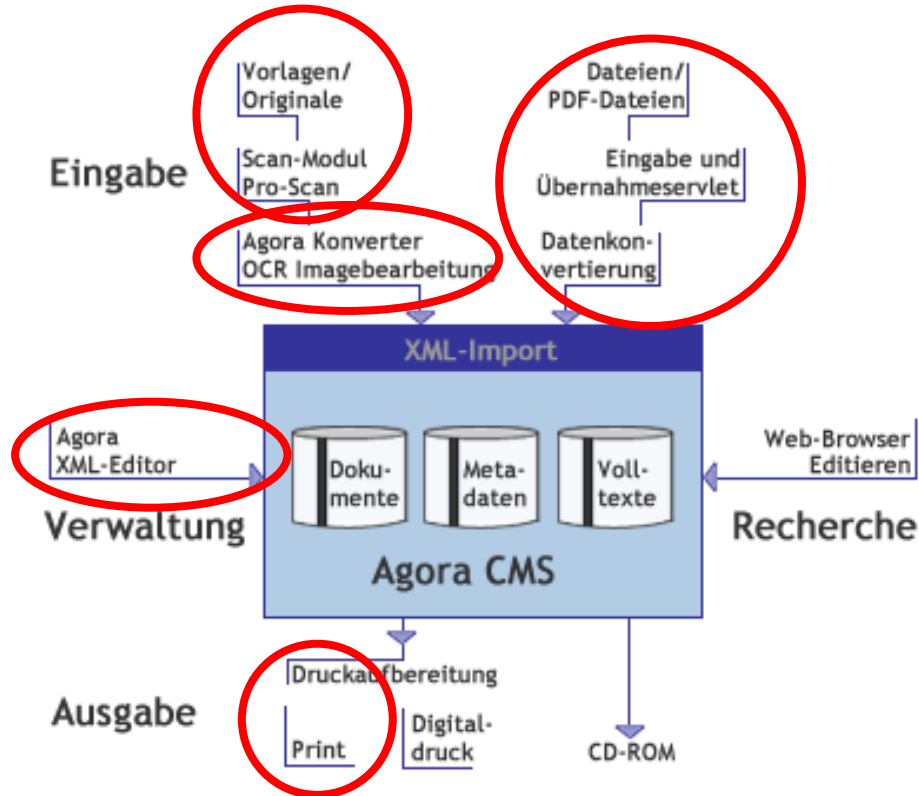 Vorlagen/
Originale
Dateien/
PDF-Dateien
Eingabe
Scan-Modul
Pro-Scan
Eingabe und
Übernahmeservlet
Agora Konverter
OCR Imagebearbeitung
Datenkon-
vertierung
XML-Import
Agora
XML-Editor
Doku-
mente
Meta-
daten
Voll-
texte
Web-Browser
Editieren
Verwaltung
Recherche
Agora CMS
Druckaufbereitung
Ausgabe
Print
Digital-
druck
CD-ROM